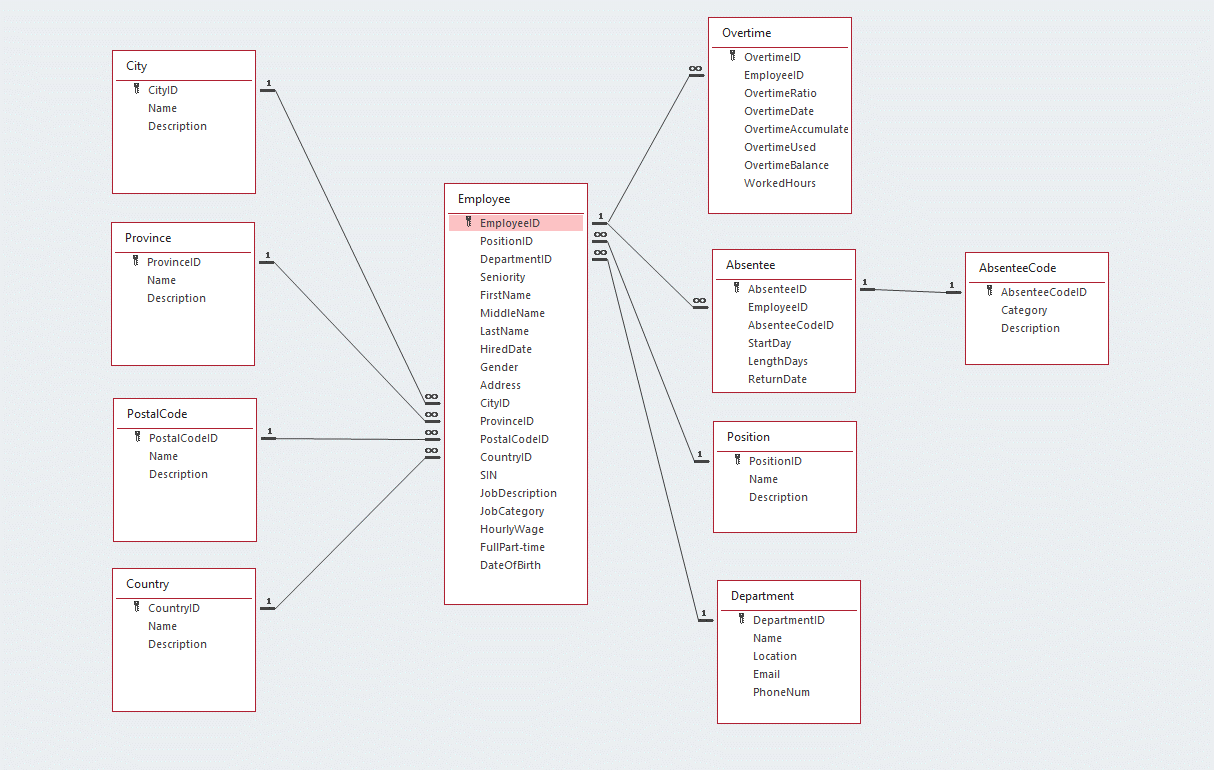 City
CityID
Name
Description
1
Province
ProvinceID
Name
Description
1
PostalCode
PostalCodeID
Name
Description
1
Country
CountryID
Name
Description
1
Employee
EmployeeID
PositionID
DepartmentID
Seniority
FirstName
MiddleName
LastName
HiredDate
Gender
Address
CityID
ProvinceID
PostalCodeID
CountryID
SIN
JobDescription
JobCategory
HourlyWage
FullPart-time
DateOfBirth
∞
∞
∞
∞
1
∞
∞
Overtime
OvertimeID
EmployeeID
OvertimeRatio
OvertimeDate
OvertimeAccumulate
OvertimeUsed
OvertimeBalance
WorkedHours
∞
Absentee
AbsenteeID
EmployeeID
AbsenteeCodeID
StartDay
LengthDays
ReturnDate
∞
1
1
AbsenteeCode
AbsenteeCodeID
Category
Description
Position
PositionID
Name
Description
1
Department
DepartmentID
Name
Location
Email
PhoneNum
1